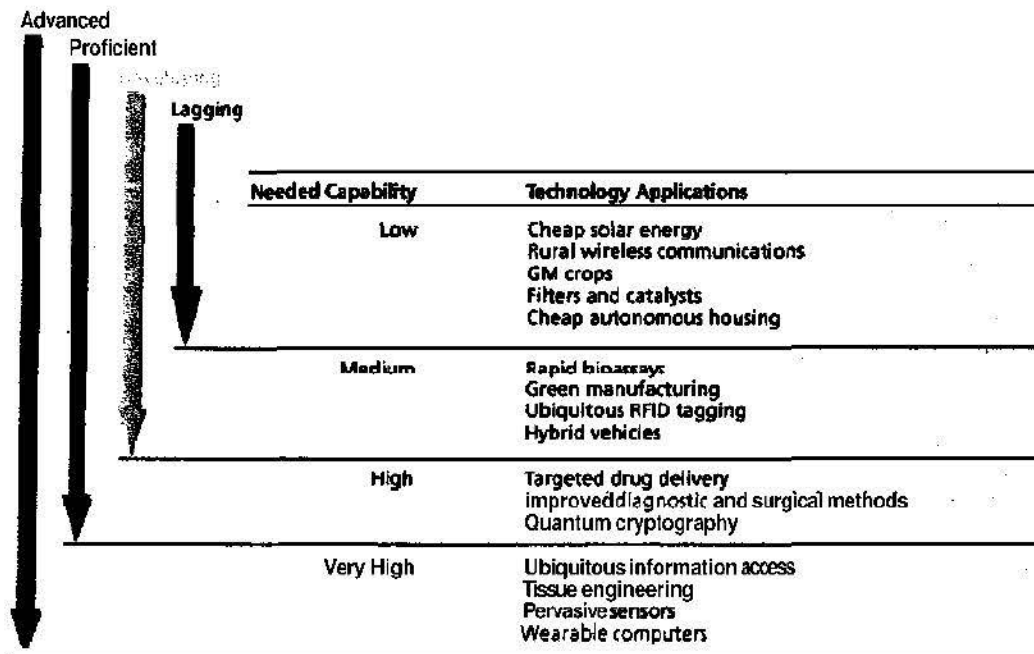 Advanced
Proficient
Lagging
Needed Capability Technology Applications
Low Cheap solar energy
Rural wireless communications
GM crops
Filters and catalysts
Cheap autonomous housing
Medium Rapid bioassays
Green manufacturing
Ubiquitous RFID tagging
Hybrid vehicles
High Targeted drug delivery
improveddiagnostic and surgical methods
Quantum cryptography
Very High Ubiquitous information access
Tissue engineering
Pervasive sensors
Wearable computers